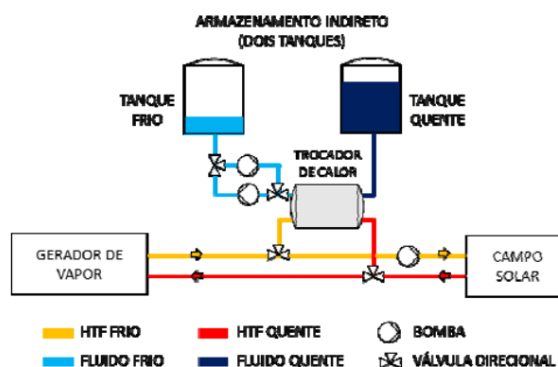 ARMAZENAMENTO INDIRETO
(DOIS TANQUES)
TANQUE
FRIO
TANQUE
QUENTE
TROCADOR
DE CALOR
GERADOR DE
VAPOR
CAMPO
SOLAR
HTF FRIO
HTF QUENTE
BOMBA
FLUIDO FRIO
FLUIDO QUENTE
VÁLVULA DIRECIONAL